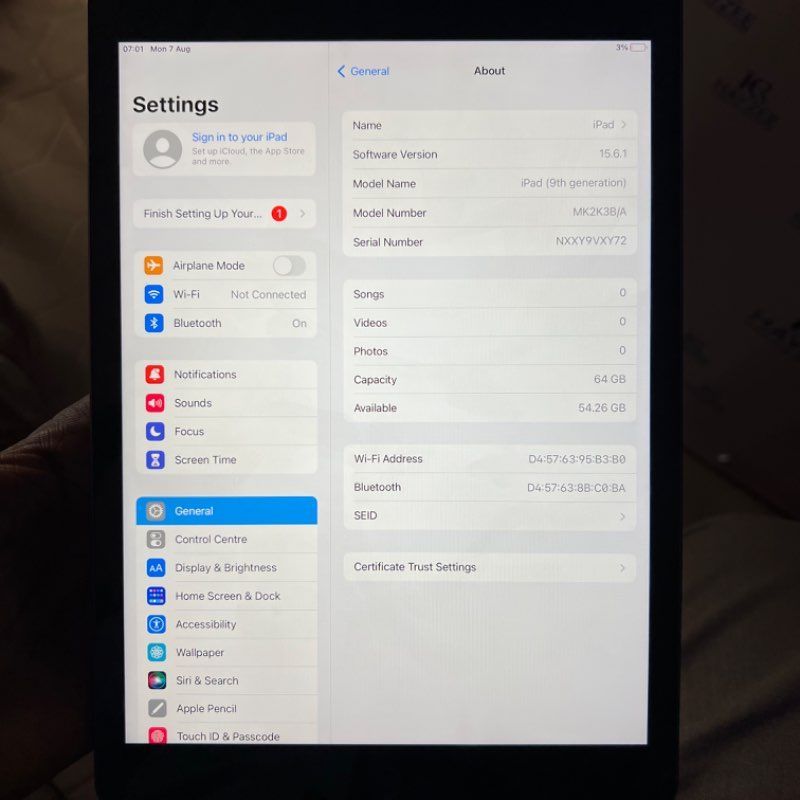 07:01 Mon 7 Aug
3%
Settings
Sign in to your iPad
Set up iCloud, the App Store
and more.
Finish Setting Up Your... 1
Airplane Mode
Wi-Fi Not Connected
Bluetooth On
Notifications
Sounds
Focus
Screen Time
General
Control Centre
AA Display & Brightness
Home Screen & Dock
Accessibility
Wallpaper
Siri & Search
Apple Pencil
Touch ID & Passcode
General About
Name iPad
Software Version 15.6.1
Model Name iPad (9th generation)
Model Number MK2K3B/A
Serial Number NXXY9VXY72
Songs 0
Videos 0
Photos 0
Capacity 64 GB
Available 54.26 GB
Wi-Fi Address D4:57:63:95:B3:B0
Bluetooth D4:57:63:8B:C0:BA
SEID
Certificate Trust Settings